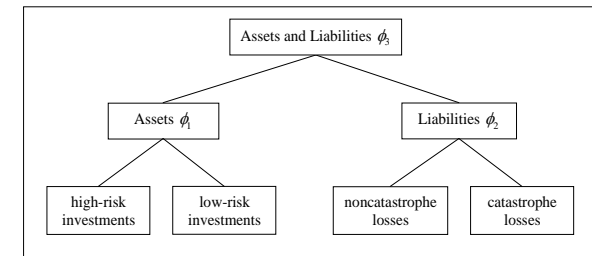 Assets and Liabilities ϕ₃
Assets ϕ₁
Liabilities ϕ₂
high-risk
investments
low-risk
investments
noncatastrophe
losses
catastrophe
losses